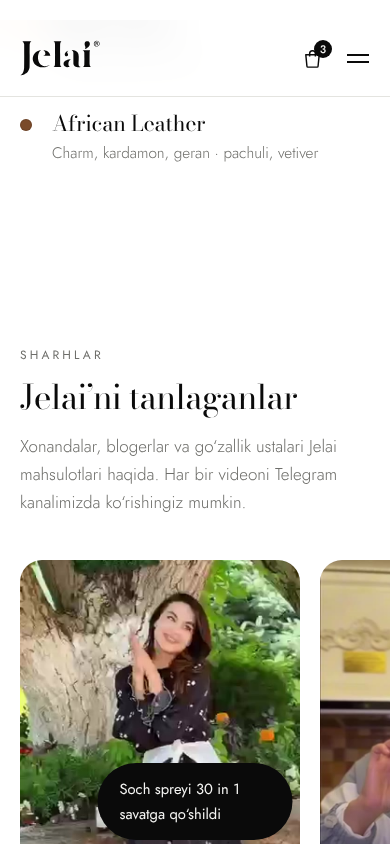 Jelai®
3
African Leather
Charm, kardamon, geran · pachuli, vetiver
SHARHLAR
Jelai'ni tanlaganlar
Xonandalar, blogerlar va go‘zallik ustalari Jelai
mahsulotlari haqida. Har bir videoni Telegram
kanalimizda ko‘rishingiz mumkin.
Soch spreyi 30 in 1
savatga qo‘shildi